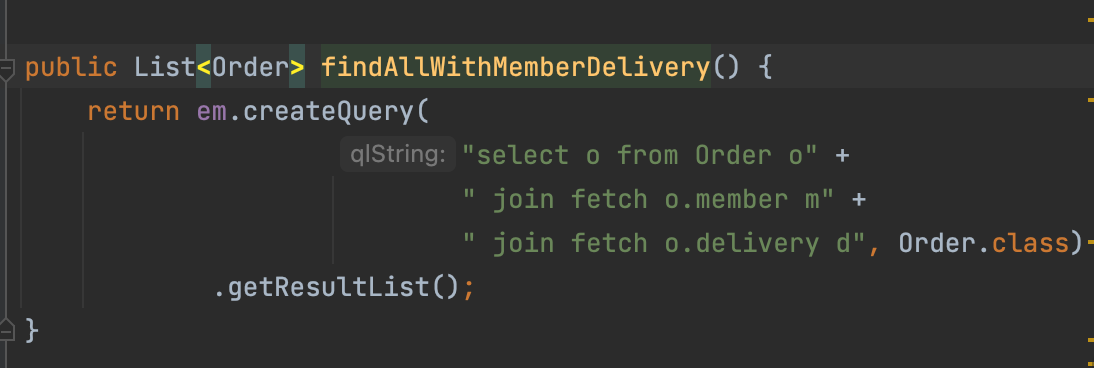 public List<Order> findAllWithMemberDelivery() {
return em.createQuery(
qlString: "select o from Order o" +
" join fetch o.member m" +
" join fetch o.delivery d", Order.class)
.getResultList();
}